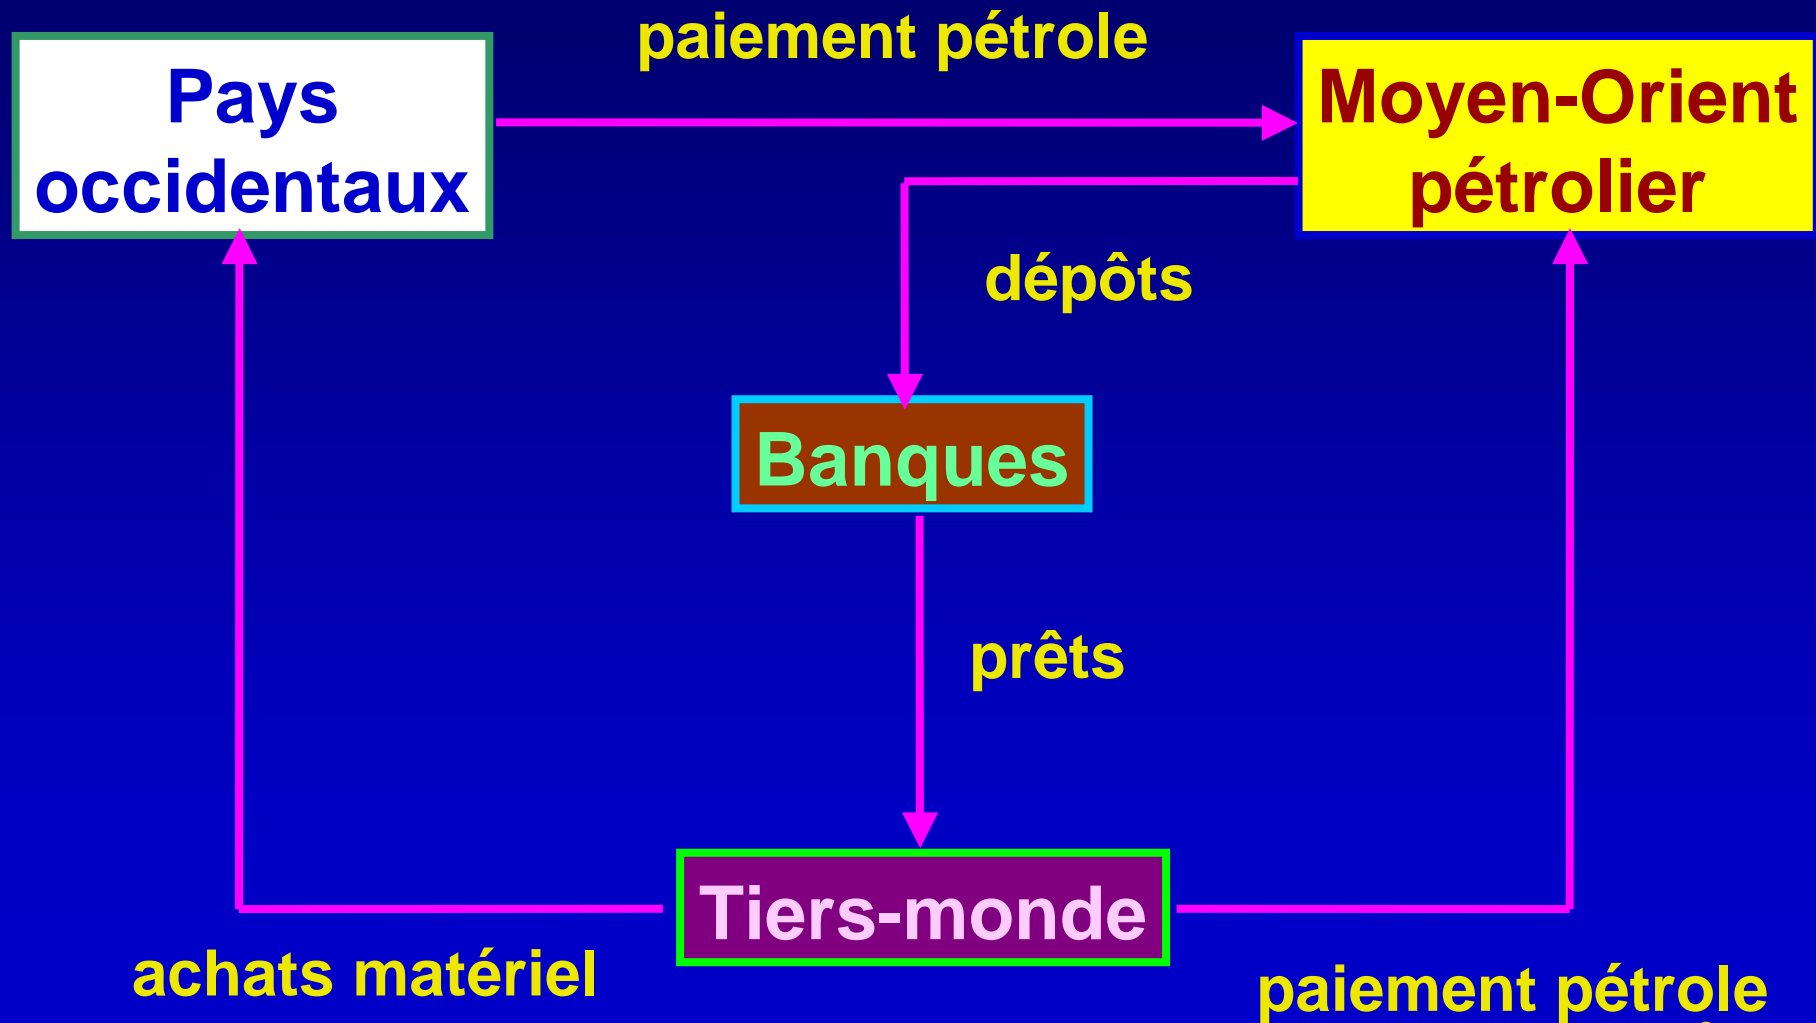 paiement pétrole
Pays
occidentaux
Moyen-Orient
pétrolier
dépôts
Banques
prêts
Tiers-monde
achats matériel
paiement pétrole